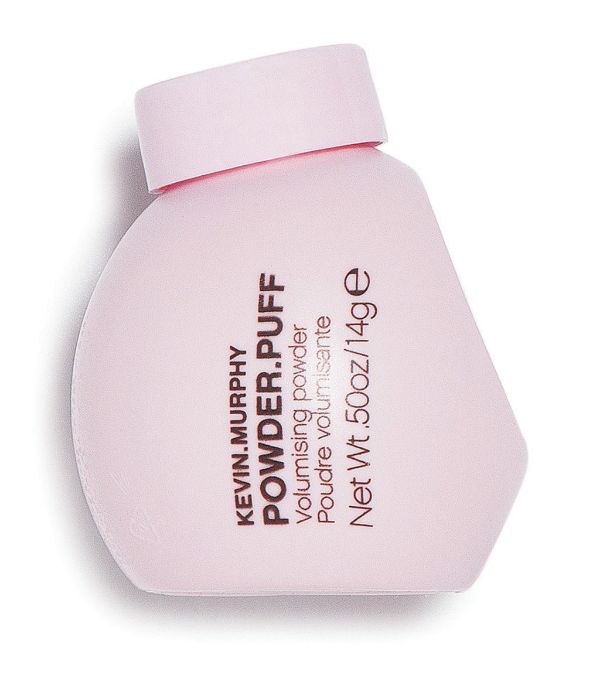 KEVIN.MURPHY
POWDER.PUFF
Volumising powder
Poudre volumisante
Net Wt .50oz/14g ℮